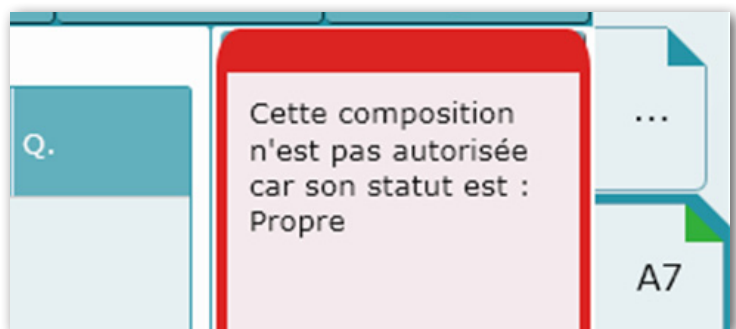 Q.
Cette composition
n'est pas autorisée
car son statut est :
Propre
...
A7